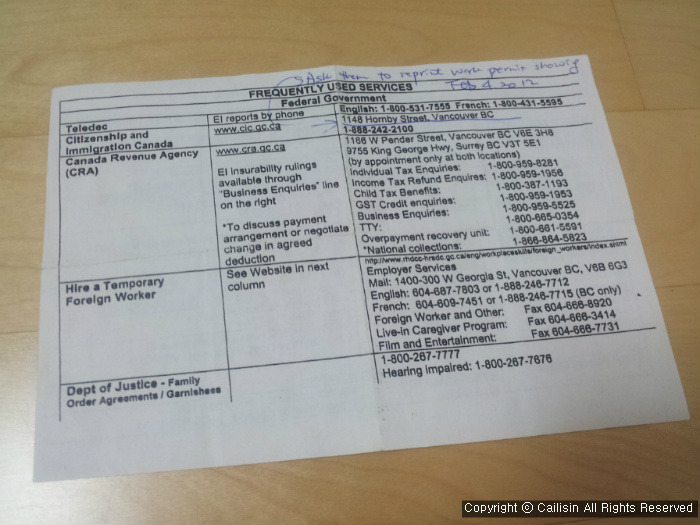 Ask them to reprint work permit showing
Feb 4 2012
FREQUENTLY USED SERVICES
Federal Government
Teledec
EI reports by phone
English: 1-800-531-7555 French: 1-800-431-5595
Citizenship and
Immigration Canada
www.cic.gc.ca
1148 Hornby Street, Vancouver BC
1-888-242-2100
Canada Revenue Agency
(CRA)
www.cra.gc.ca
EI insurability rulings
available through
"Business Enquiries" line
on the right
*To discuss payment
arrangement or negotiate
change in agreed
deduction
1166 W Pender Street, Vancouver BC V6E 3H8
9755 King George Hwy, Surrey BC V3T 5E1
(by appointment only at both locations)
Individual Tax Enquiries: 1-800-959-8281
Income Tax Refund Enquires: 1-800-959-1956
Child Tax Benefits: 1-800-387-1193
GST Credit enquiries: 1-800-959-1953
Business Enquiries: 1-800-959-5525
TTY: 1-800-665-0354
Overpayment recovery unit: 1-800-661-5591
*National collections: 1-866-864-5823
Hire a Temporary
Foreign Worker
See Website in next
column
http://www.rhdcc-hrsdc.gc.ca/eng/workplaceskills/foreign_workers/index.shtml
Employer Services
Mail: 1400-300 W Georgia St, Vancouver BC, V6B 6G3
English: 604-687-7803 or 1-888-246-7712
French: 604-609-7451 or 1-888-246-7715 (BC only)
Foreign Worker and Other: Fax 604-666-8920
Live-in Caregiver Program: Fax 604-666-3414
Film and Entertainment: Fax 604-666-7731
Dept of Justice - Family
Order Agreements / Garnishees
1-800-267-7777
Hearing impaired: 1-800-267-7676
Copyright © Cailisin All Rights Reserved